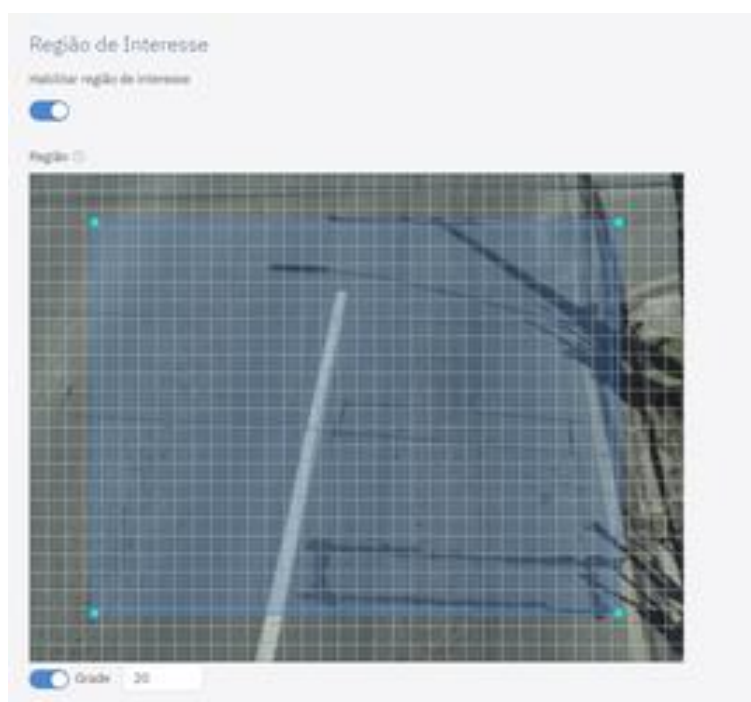 Região de Interesse
Habilitar região de interesse
Região
Grade 20